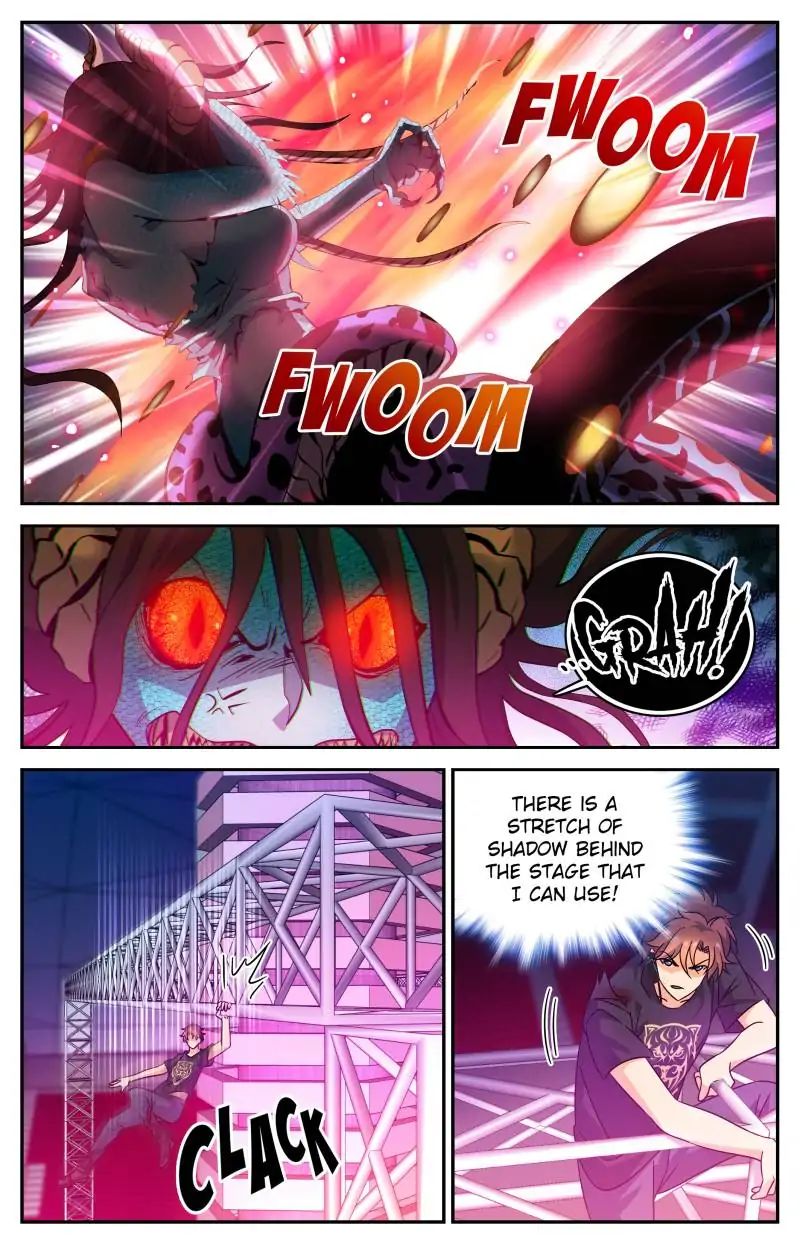 FWOOM
FWOOM
...GRAH!
THERE IS A
STRETCH OF
SHADOW BEHIND
THE STAGE THAT
I CAN USE!
CLACK